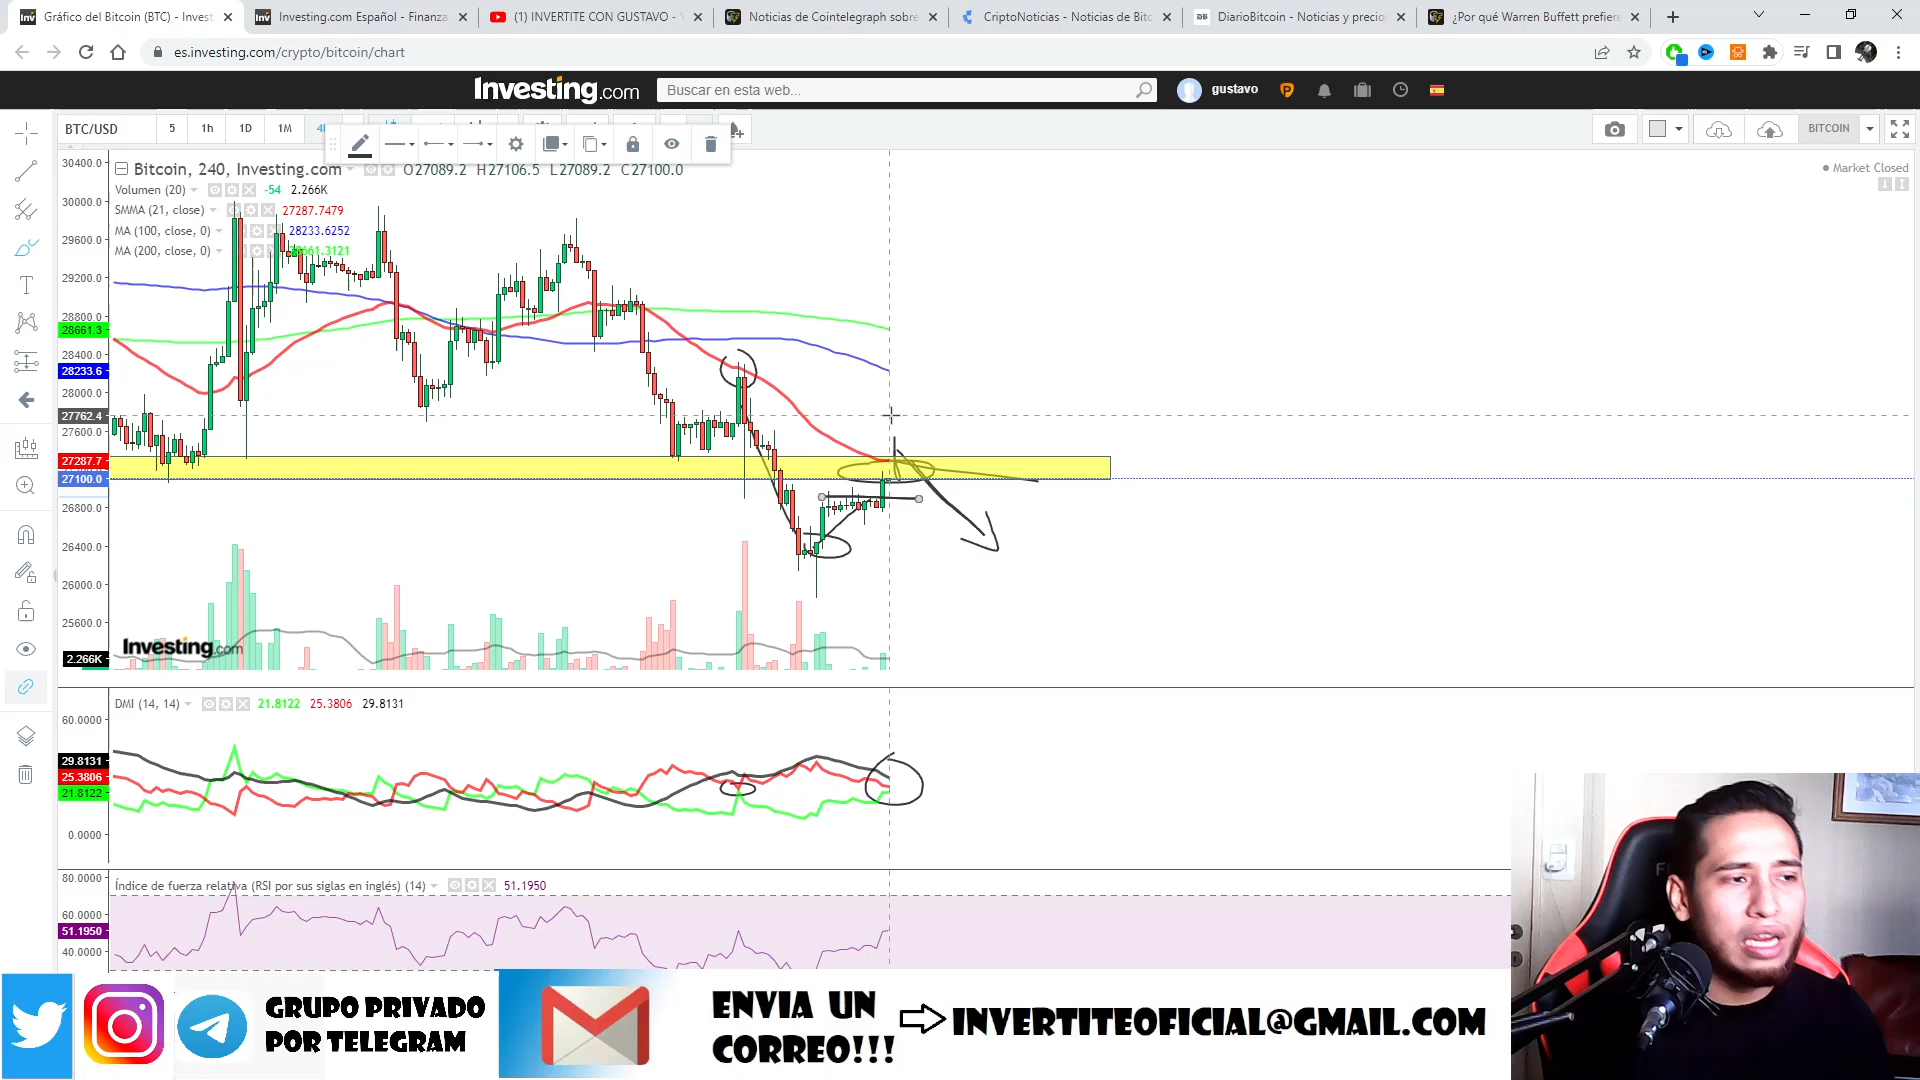 Gráfico del Bitcoin (BTC) - Invest
Investing.com Español - Finanza
(1) INVERTITE CON GUSTAVO - Y
Noticias de Cointelegraph sobre
CriptoNoticias - Noticias de Bitc
DiarioBitcoin - Noticias y precio
¿Por qué Warren Buffett prefiere
es.investing.com/crypto/bitcoin/chart
Investing.com
Buscar en esta web...
gustavo
BTC/USD
5
1h
1D
1M
BITCOIN
Bitcoin, 240, Investing.com
O27089.2 H27106.5 L27089.2 C27100.0
Market Closed
Volumen (20)
-54 2.266K
SMMA (21, close)
27287.7479
MA (100, close, 0)
28233.6252
MA (200, close, 0)
30400.0
30000.0
29600.0
29200.0
28800.0
28661.3
28400.0
28233.6
28000.0
27762.4
27600.0
27287.7
27100.0
26800.0
26400.0
26000.0
25600.0
2.266K
Investing.com
DMI (14, 14)
21.8122 25.3806 29.8131
60.0000
29.8131
25.3806
21.8122
0.0000
Índice de fuerza relativa (RSI por sus siglas en inglés) (14)
51.1950
80.0000
60.0000
51.1950
40.0000
GRUPO PRIVADO
POR TELEGRAM
ENVIA UN
CORREO!!!
INVERTITEOFICIAL@GMAIL.COM